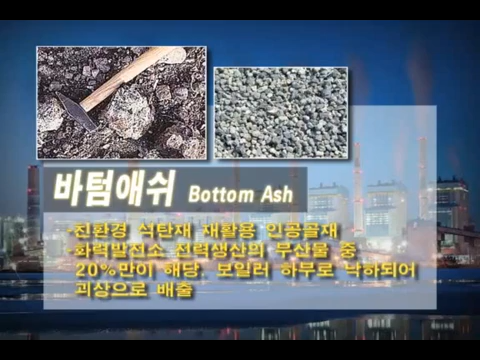 바텀애쉬 Bottom Ash
-친환경 석탄재 재활용 인공골재
-화력발전소 전력생산의 부산물 중
20%만이 해당. 보일러 하부로 낙하되어
괴상으로 배출